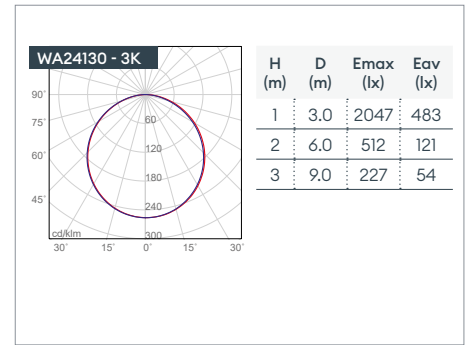 WA24130 - 3K
90°
75°
60°
45°
60
120
180
240
300
cd/klm
30° 15° 0° 15° 30°
H D Emax Eav
(m) (m) (lx) (lx)
1 3.0 2047 483
2 6.0 512 121
3 9.0 227 54